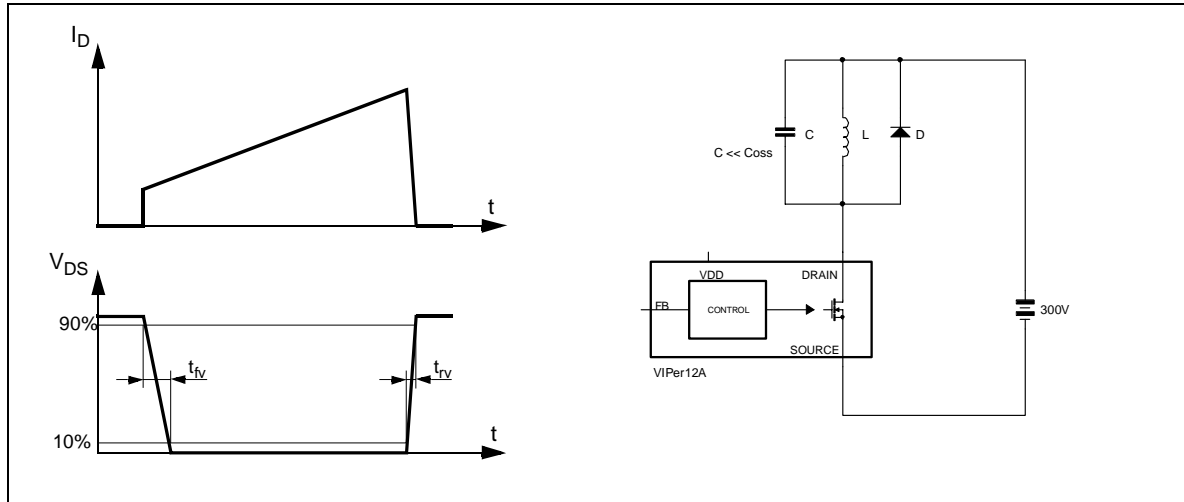 I_D
t
V_DS
90%
t_fv
t_rv
10%
t
C
L
D
C << Coss
VDD
DRAIN
FB
CONTROL
SOURCE
VIPer12A
300V